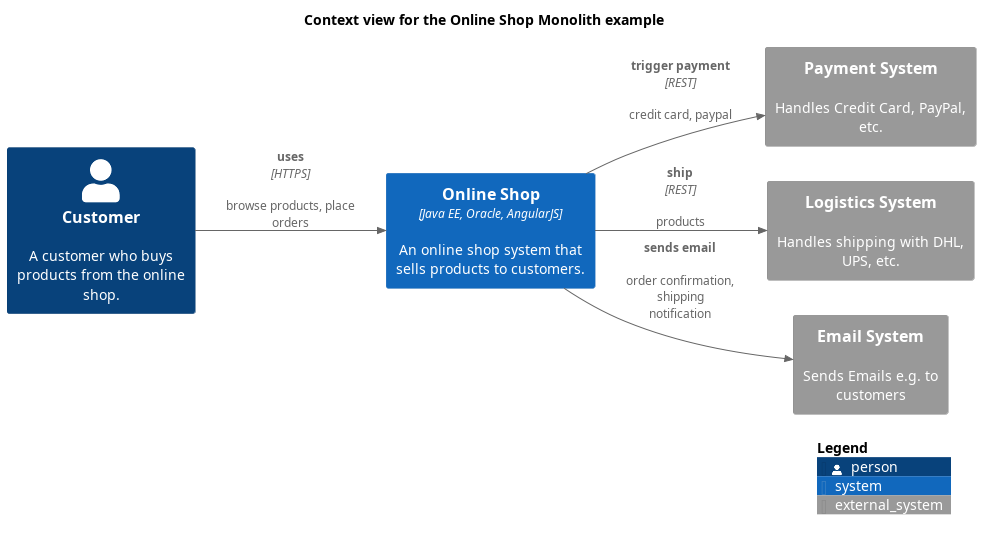 Context view for the Online Shop Monolith example
Customer
A customer who buys
products from the online
shop.
uses
[HTTPS]
browse products, place
orders
Online Shop
[Java EE, Oracle, AngularJS]
An online shop system that
sells products to customers.
trigger payment
[REST]
credit card, paypal
Payment System
Handles Credit Card, PayPal,
etc.
ship
[REST]
products
Logistics System
Handles shipping with DHL,
UPS, etc.
sends email
order confirmation,
shipping
notification
Email System
Sends Emails e.g. to
customers
Legend
person
system
external_system